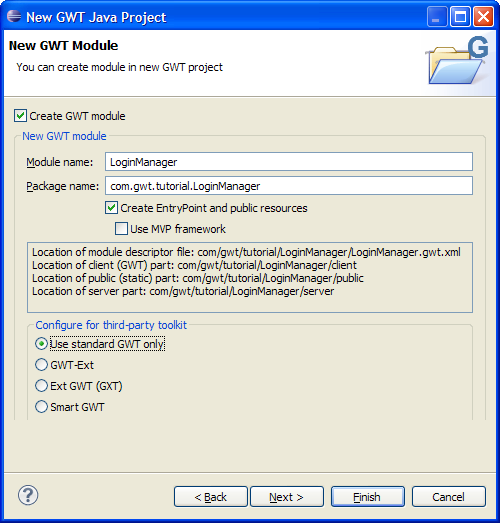 New GWT Java Project
New GWT Module
You can create module in new GWT project
G
Create GWT module
New GWT module
Module name: LoginManager
Package name: com.gwt.tutorial.LoginManager
Create EntryPoint and public resources
Use MVP framework
Location of module descriptor file: com/gwt/tutorial/LoginManager/LoginManager.gwt.xml
Location of client (GWT) part: com/gwt/tutorial/LoginManager/client
Location of public (static) part: com/gwt/tutorial/LoginManager/public
Location of server part: com/gwt/tutorial/LoginManager/server
Configure for third-party toolkit
Use standard GWT only
GWT-Ext
Ext GWT (GXT)
Smart GWT
? < Back Next > Finish Cancel